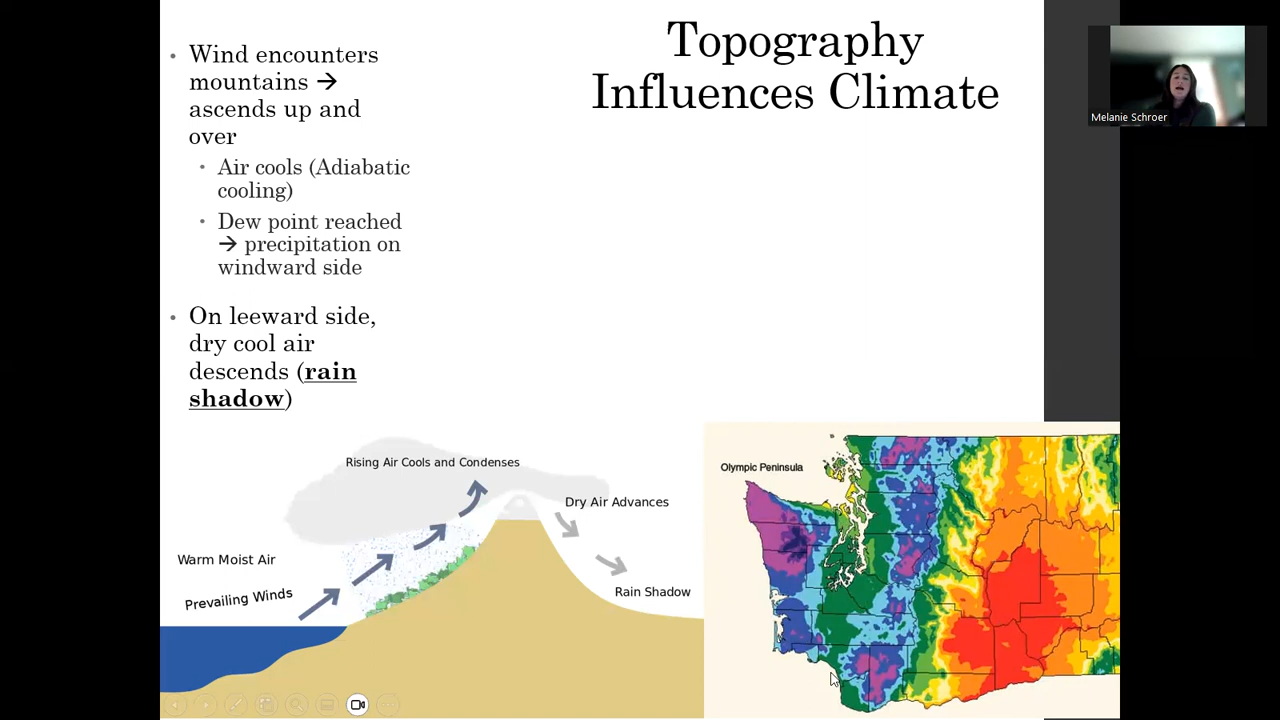 Topography
Influences Climate
• Wind encounters
mountains →
ascends up and
over
• Air cools (Adiabatic
cooling)
• Dew point reached
→ precipitation on
windward side
• On leeward side,
dry cool air
descends (rain
shadow)
Melanie Schroer
Rising Air Cools and Condenses
Dry Air Advances
Warm Moist Air
Prevailing Winds
Rain Shadow
Olympic Peninsula